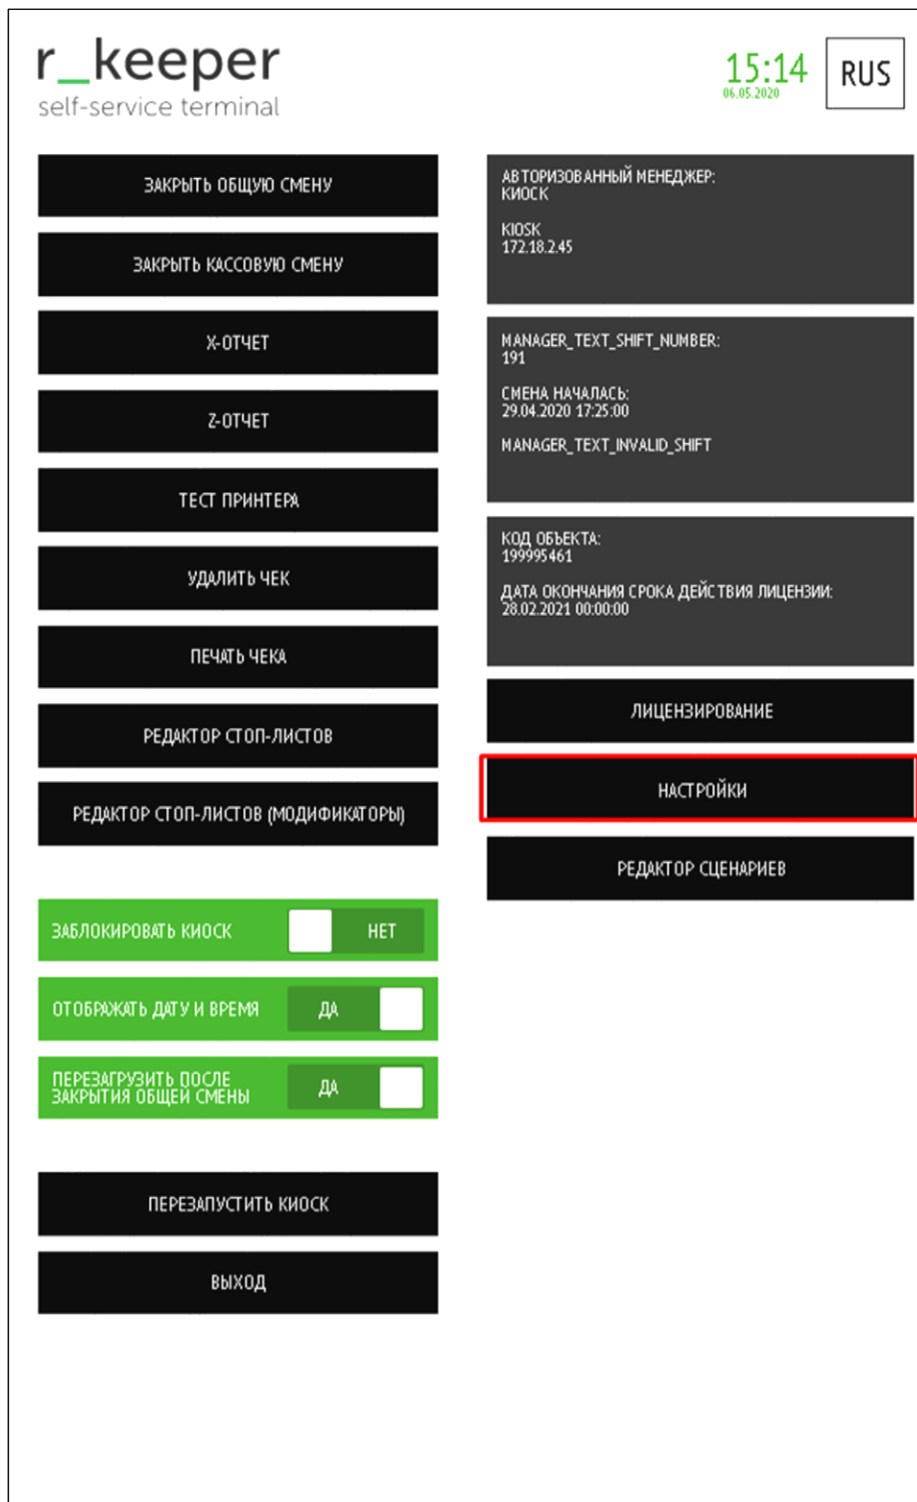 r_keeper
self-service terminal
15:14
06.05.2020
RUS
ЗАКРЫТЬ ОБЩУЮ СМЕНУ
ЗАКРЫТЬ КАССОВУЮ СМЕНУ
X-ОТЧЕТ
Z-ОТЧЕТ
ТЕСТ ПРИНТЕРА
УДАЛИТЬ ЧЕК
ПЕЧАТЬ ЧЕКА
РЕДАКТОР СТОП-ЛИСТОВ
РЕДАКТОР СТОП-ЛИСТОВ (МОДИФИКАТОРЫ)
ЗАБЛОКИРОВАТЬ КИОСК
НЕТ
ОТОБРАЖАТЬ ДАТУ И ВРЕМЯ
ДА
ПЕРЕЗАГРУЗИТЬ ПОСЛЕ
ЗАКРЫТИЯ ОБЩЕЙ СМЕНЫ
ДА
ПЕРЕЗАПУСТИТЬ КИОСК
ВЫХОД
АВТОРИЗОВАННЫЙ МЕНЕДЖЕР:
КИОСК
KIOSK
172.18.2.45
MANAGER_TEXT_SHIFT_NUMBER:
191
СМЕНА НАЧАЛАСЬ:
29.04.2020 17:25:00
MANAGER_TEXT_INVALID_SHIFT
КОД ОБЪЕКТА:
199995461
ДАТА ОКОНЧАНИЯ СРОКА ДЕЙСТВИЯ ЛИЦЕНЗИИ:
28.02.2021 00:00:00
ЛИЦЕНЗИРОВАНИЕ
НАСТРОЙКИ
РЕДАКТОР СЦЕНАРИЕВ